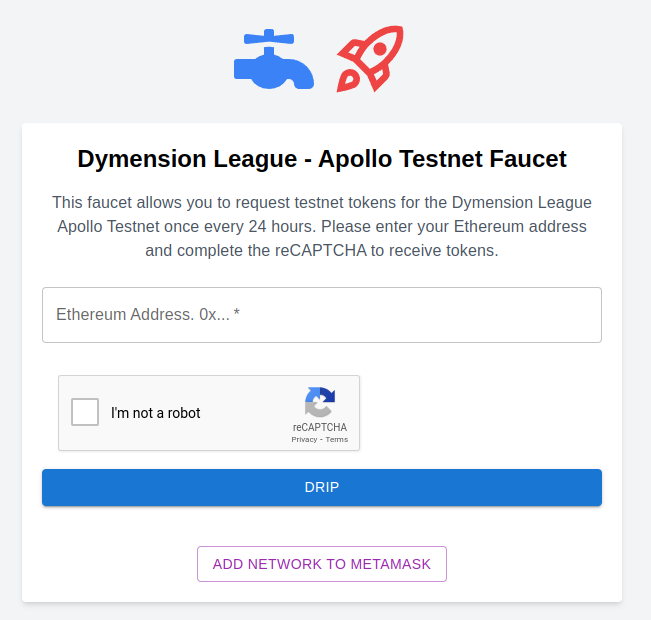 Dymension League - Apollo Testnet Faucet
This faucet allows you to request testnet tokens for the Dymension League
Apollo Testnet once every 24 hours. Please enter your Ethereum address
and complete the reCAPTCHA to receive tokens.
Ethereum Address. 0x... *
I'm not a robot
reCAPTCHA
Privacy - Terms
DRIP
ADD NETWORK TO METAMASK